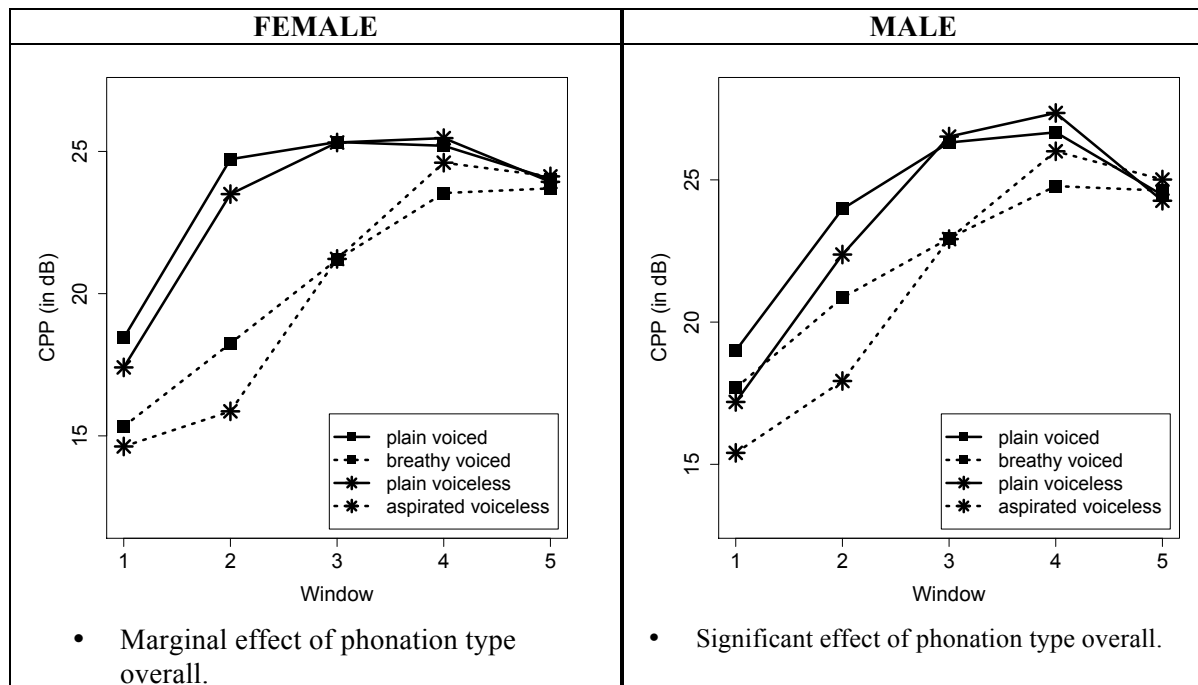 FEMALE
MALE
CPP (in dB)
25
20
15
1 2 3 4 5
Window
plain voiced
breathy voiced
plain voiceless
aspirated voiceless
• Marginal effect of phonation type
overall.
CPP (in dB)
25
20
15
1 2 3 4 5
Window
plain voiced
breathy voiced
plain voiceless
aspirated voiceless
• Significant effect of phonation type overall.